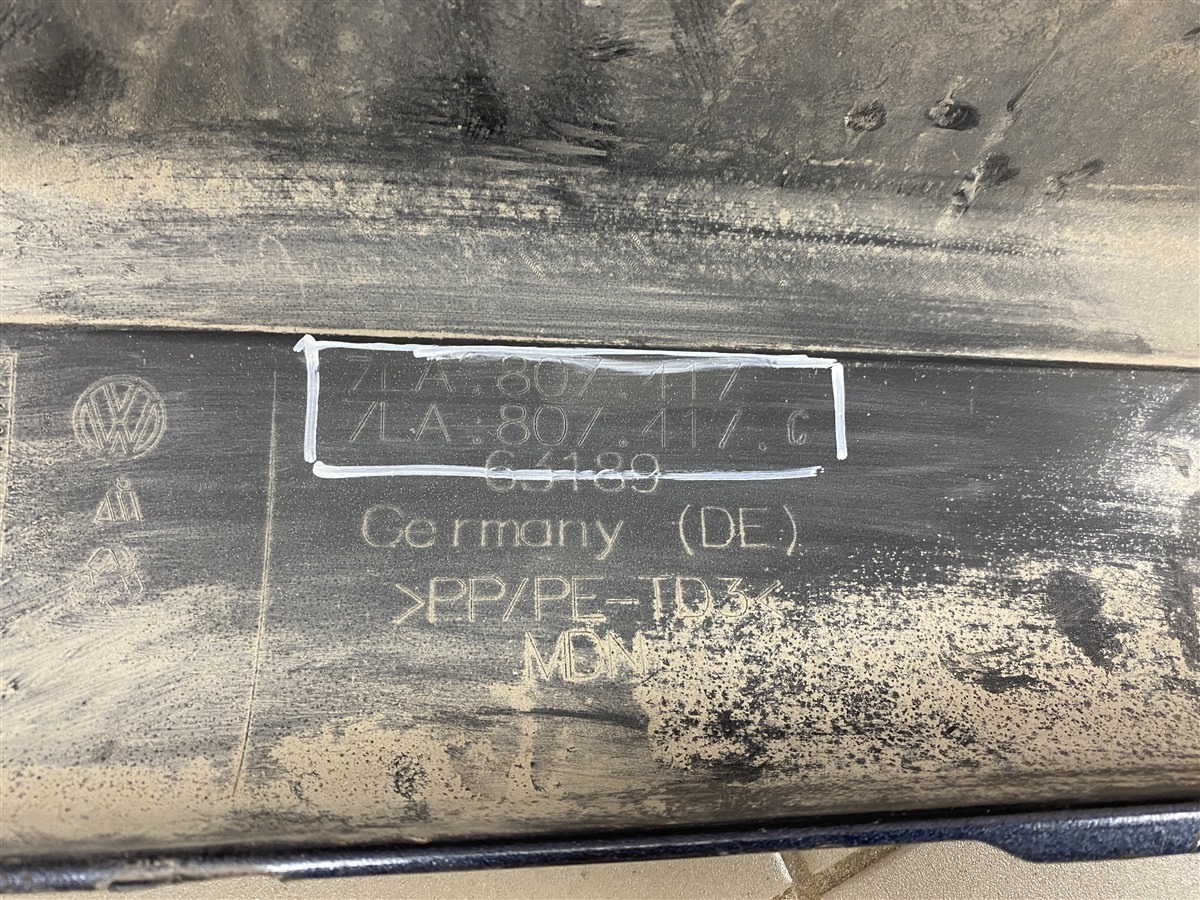 7LA.807.417
7LA.807.417.C
63189
Germany (DE)
>PP/PE-TD3<
MDN